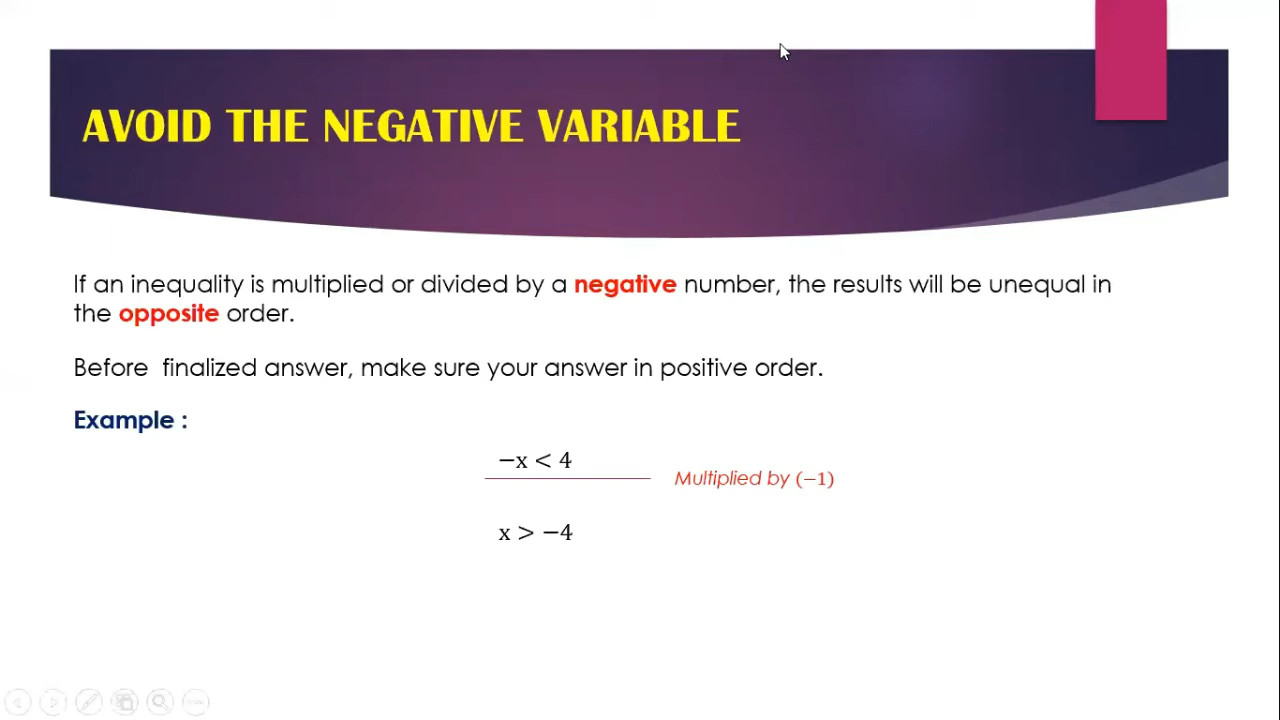 AVOID THE NEGATIVE VARIABLE
If an inequality is multiplied or divided by a negative number, the results will be unequal in
the opposite order.
Before finalized answer, make sure your answer in positive order.
Example :
−x < 4
Multiplied by (−1)
x > −4